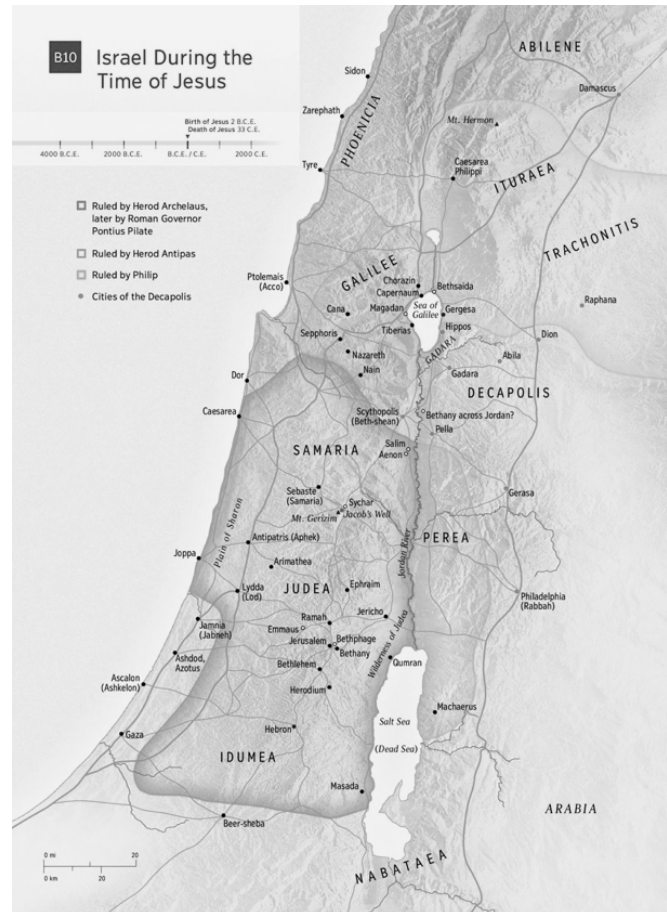 B10
Israel During the
Time of Jesus
Birth of Jesus 2 B.C.E.
Death of Jesus 33 C.E.
4000 B.C.E.
2000 B.C.E.
B.C.E. / C.E.
2000 C.E.
Ruled by Herod Archelaus,
later by Roman Governor
Pontius Pilate
Ruled by Herod Antipas
Ruled by Philip
Cities of the Decapolis
ABILENE
Sidon
Damascus
Zarephath
PHOENICIA
Mt. Hermon
Tyre
Caesarea
Philippi
ITURAEA
TRACHONITIS
GALILEE
Ptolemais
(Acco)
Chorazin
Capernaum
Bethsaida
Cana
Magadan
Sea of
Galilee
Gergesa
Raphana
Tiberias
Hippos
Sepphoris
GADARA
Dion
Nazareth
Abila
Nain
Gadara
Dor
DECAPOLIS
Caesarea
Scythopolis
(Beth-shean)
Bethany across Jordan?
Pella
SAMARIA
Salim
Aenon
Sebaste
(Samaria)
Sychar
Gerasa
Mt. Gerizim
Jacob's Well
Plain of Sharon
Antipatris (Aphek)
PEREA
Jordan River
Joppa
Arimathea
Lydda
(Lod)
JUDEA
Ephraim
Philadelphia
(Rabbah)
Jamnia
(Jabneh)
Ramah
Jericho
Emmaus
Jerusalem
Bethphage
Bethany
Wilderness of Judea
Ashdod,
Azotus
Bethlehem
Qumran
Ascalon
(Ashkelon)
Herodium
Salt Sea
(Dead Sea)
Machaerus
Gaza
Hebron
IDUMEA
Masada
ARABIA
Beer-sheba
NABATAEA
0 mi
20
0 km
20